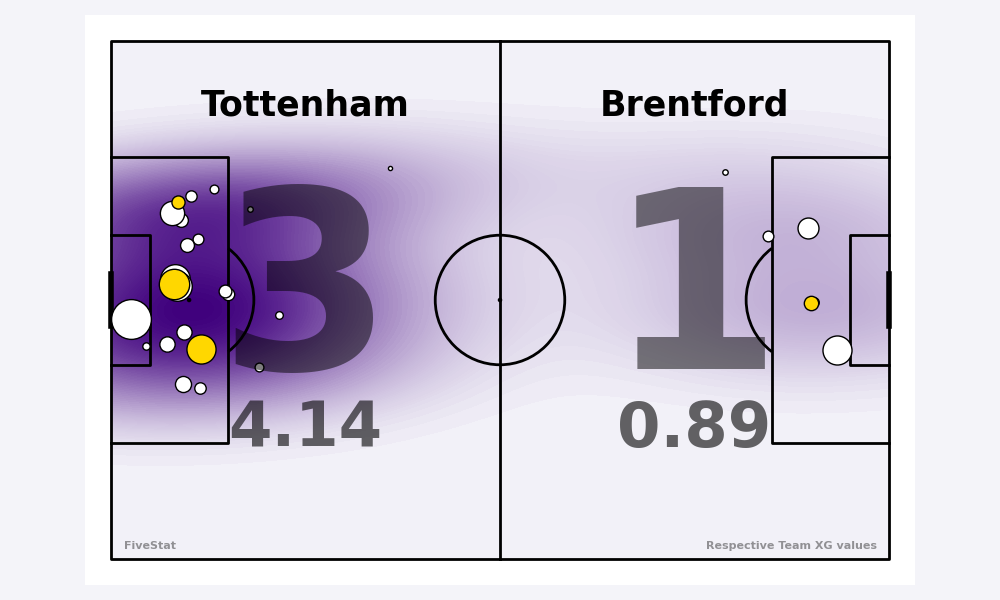 Tottenham
Brentford
3
1
4.14
0.89
FiveStat
Respective Team XG values